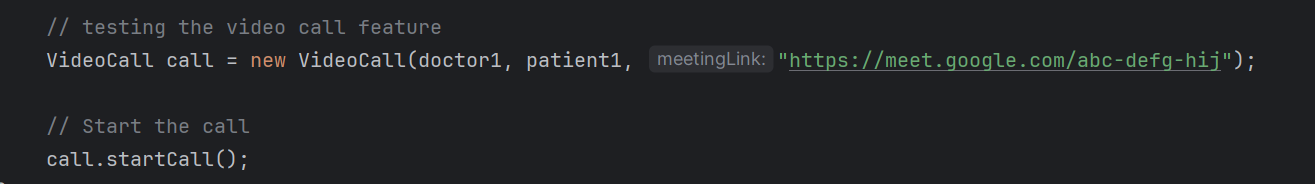 // testing the video call feature
VideoCall call = new VideoCall(doctor1, patient1, meetingLink: "https://meet.google.com/abc-defg-hij");
// Start the call
call.startCall();